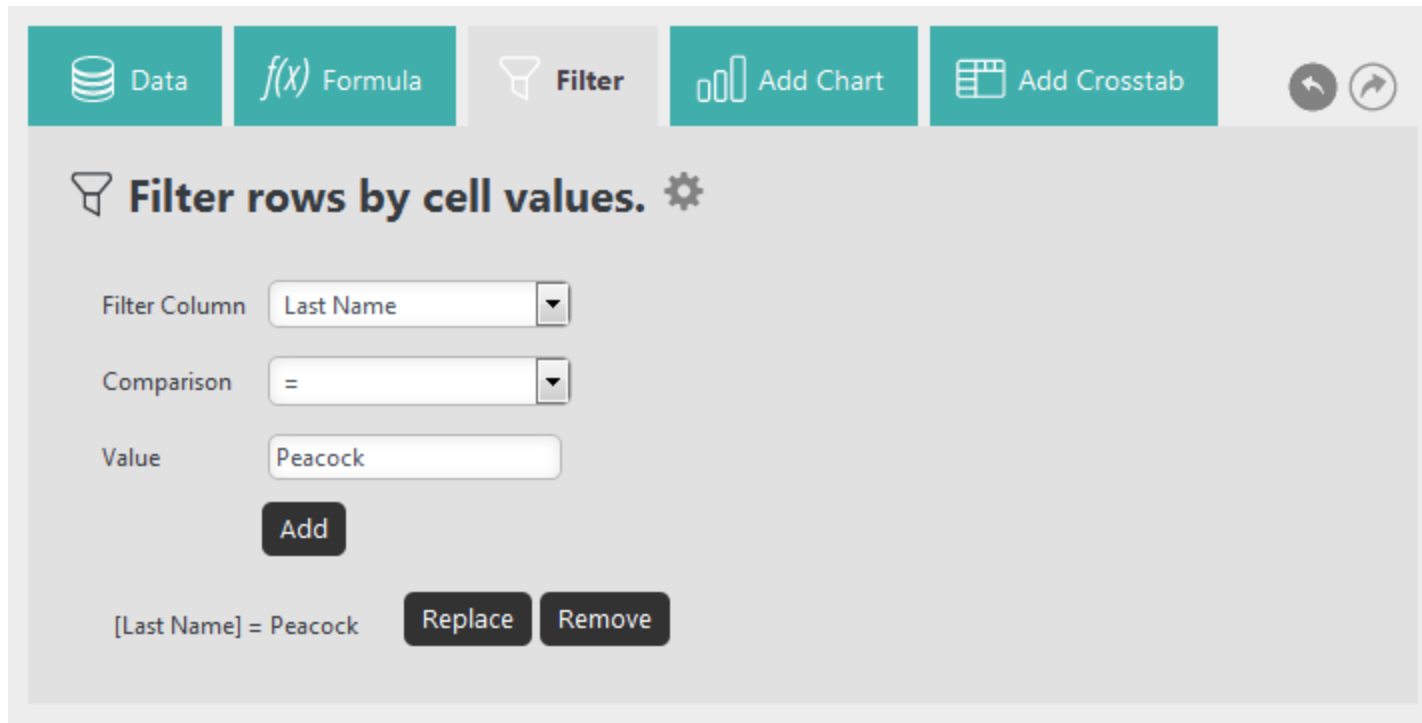 Data f(x) Formula Filter Add Chart Add Crosstab
Filter rows by cell values.
Filter Column Last Name
Comparison =
Value Peacock
Add
[Last Name] = Peacock Replace Remove